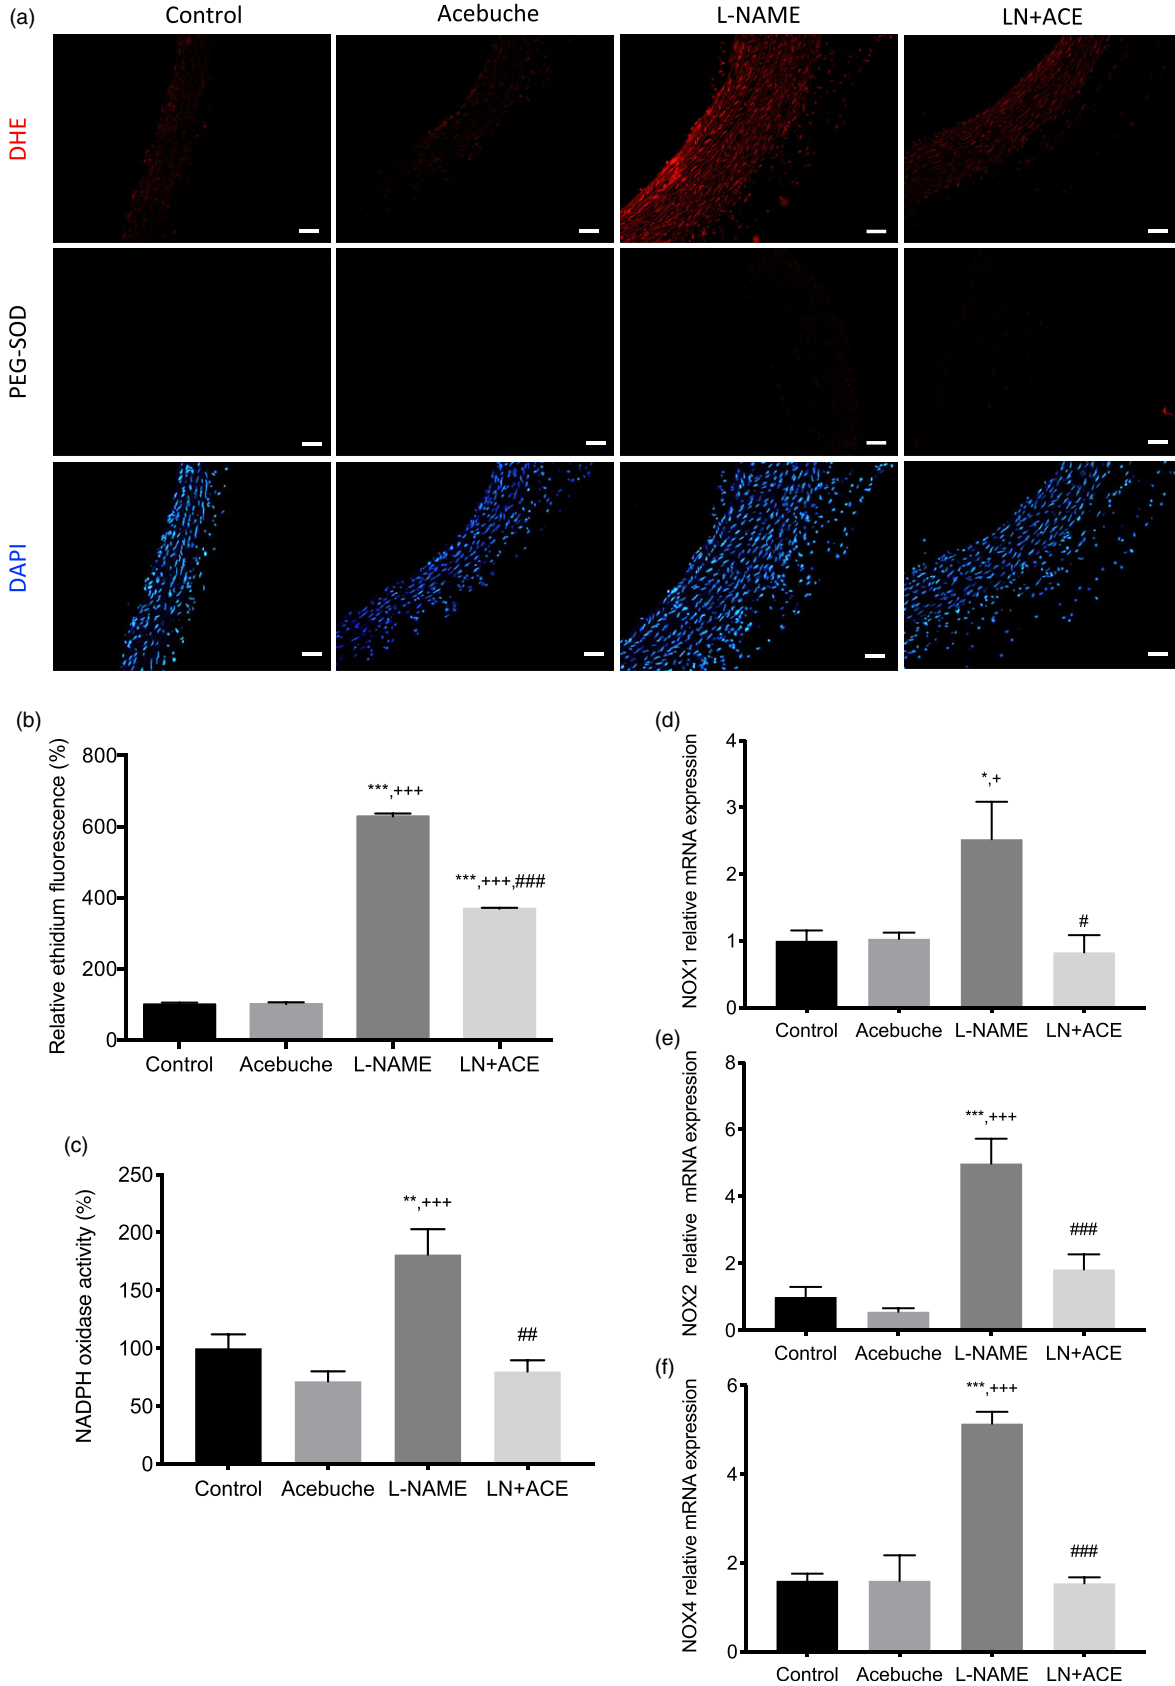 (a)
Control Acebuche L-NAME LN+ACE
DHE
PEG-SOD
DAPI
(b)
Relative ethidium fluorescence (%)
800
600
400
200
0
***,+++
***,+++,###
Control Acebuche L-NAME LN+ACE
(c)
NADPH oxidase activity (%)
250
200
150
100
50
0
**,+++
##
Control Acebuche L-NAME LN+ACE
(d)
NOX1 relative mRNA expression
4
3
2
1
0
*,+
#
Control Acebuche L-NAME LN+ACE
(e)
NOX2 relative mRNA expression
8
6
4
2
0
***,+++
###
Control Acebuche L-NAME LN+ACE
(f)
NOX4 relative mRNA expression
6
4
2
0
***,+++
###
Control Acebuche L-NAME LN+ACE